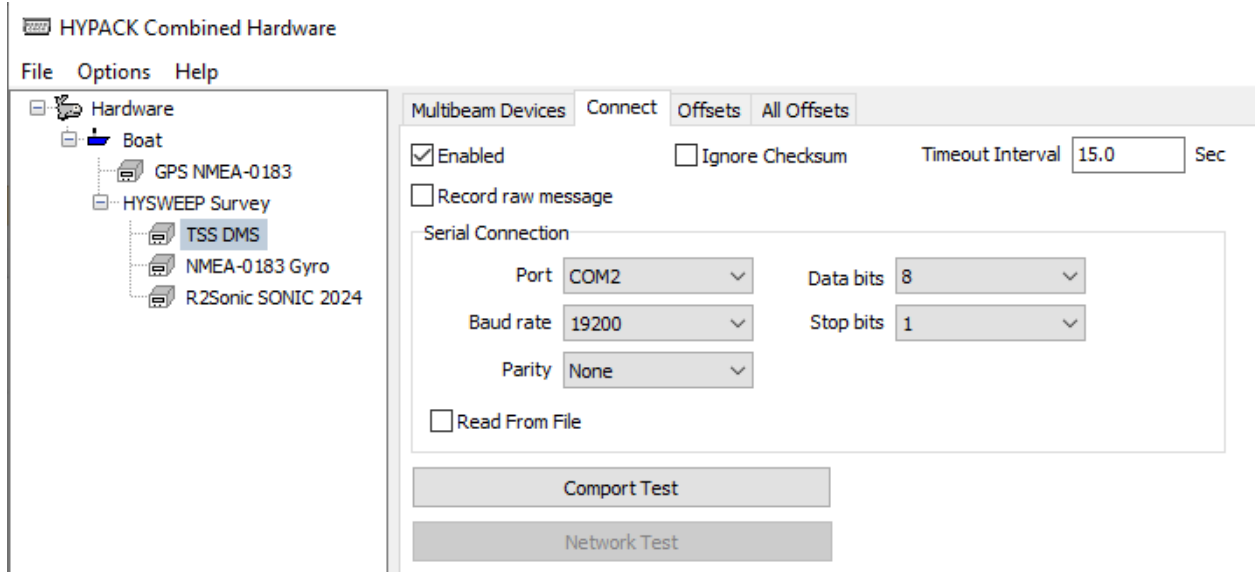 HYPACK Combined Hardware
File Options Help
Hardware
Boat
GPS NMEA-0183
HYSWEEP Survey
TSS DMS
NMEA-0183 Gyro
R2Sonic SONIC 2024
Multibeam Devices Connect Offsets All Offsets
Enabled Ignore Checksum Timeout Interval 15.0 Sec
Record raw message
Serial Connection
Port COM2 Data bits 8
Baud rate 19200 Stop bits 1
Parity None
Read From File
Comport Test
Network Test